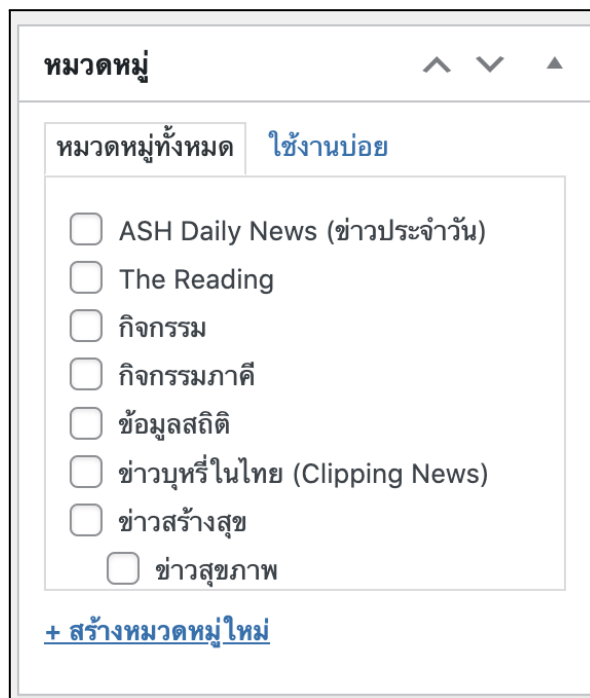 หมวดหมู่
หมวดหมู่ทั้งหมด ใช้งานบ่อย
ASH Daily News (ข่าวประจำวัน)
The Reading
กิจกรรม
กิจกรรมภาคี
ข้อมูลสถิติ
ข่าวบุหรี่ในไทย (Clipping News)
ข่าวสร้างสุข
ข่าวสุขภาพ
+ สร้างหมวดหมู่ใหม่